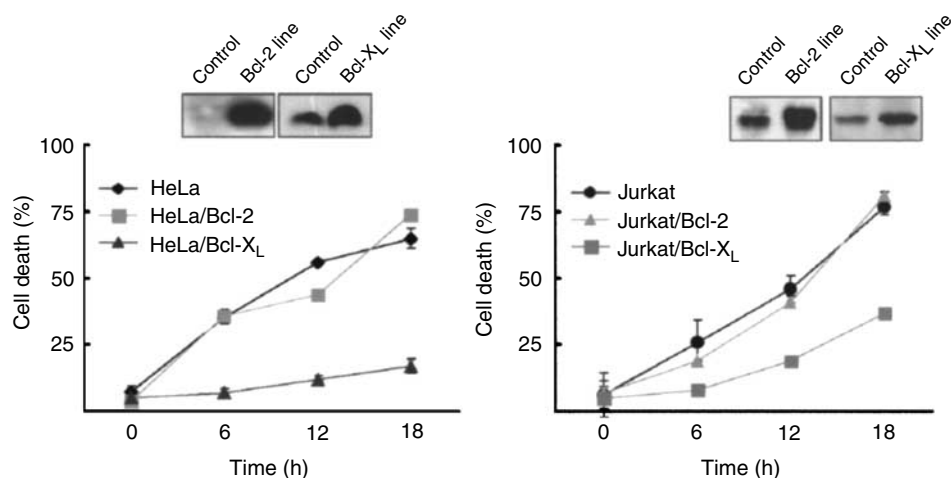 Control
Bcl-2 line
Control
Bcl-XL line
100
75
50
25
Cell death (%)
HeLa
HeLa/Bcl-2
HeLa/Bcl-XL
0 6 12 18
Time (h)
Control
Bcl-2 line
Control
Bcl-XL line
100
75
50
25
Cell death (%)
Jurkat
Jurkat/Bcl-2
Jurkat/Bcl-XL
0 6 12 18
Time (h)